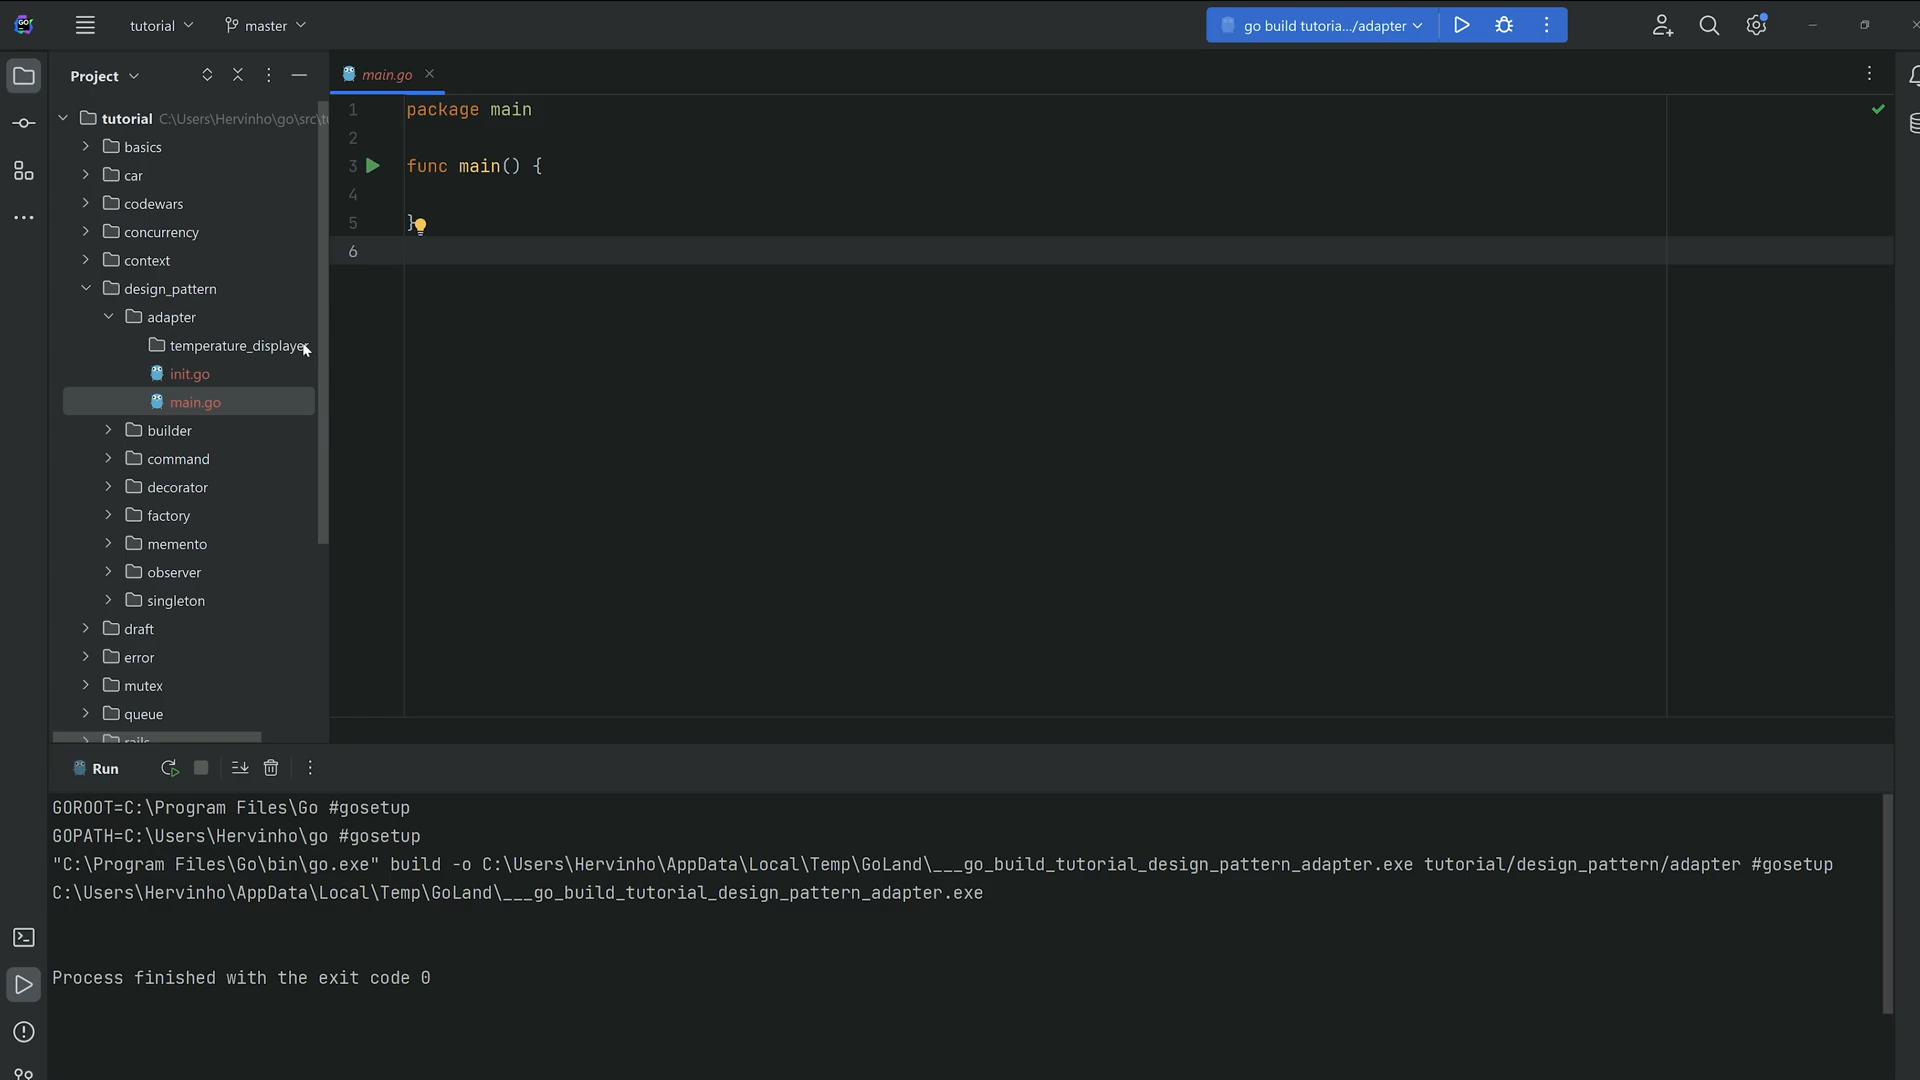 GO
tutorial
master
go build tutoria.../adapter
Project
tutorial C:\Users\Hervinho\go\src\t
basics
car
codewars
concurrency
context
design_pattern
adapter
temperature_displayer
init.go
main.go
builder
command
decorator
factory
memento
observer
singleton
draft
error
mutex
queue
rails
main.go
1 package main
2
3 func main() {
4
5 }
6
Run
GOROOT=C:\Program Files\Go #gosetup
GOPATH=C:\Users\Hervinho\go #gosetup
"C:\Program Files\Go\bin\go.exe" build -o C:\Users\Hervinho\AppData\Local\Temp\GoLand\___go_build_tutorial_design_pattern_adapter.exe tutorial/design_pattern/adapter #gosetup
C:\Users\Hervinho\AppData\Local\Temp\GoLand\___go_build_tutorial_design_pattern_adapter.exe
Process finished with the exit code 0